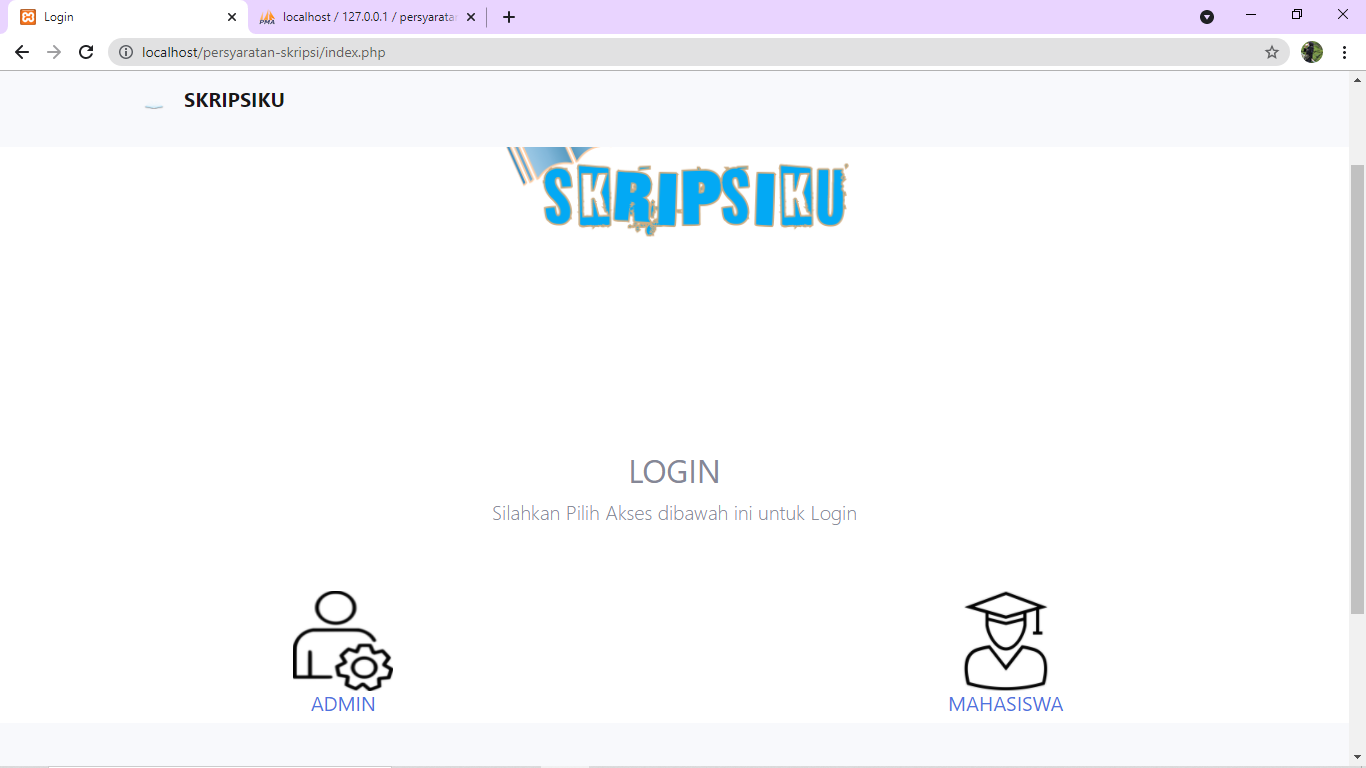 Login
localhost / 127.0.0.1 / persyaratan
localhost/persyaratan-skripsi/index.php
SKRIPSIKU
SKRIPSIKU
LOGIN
Silahkan Pilih Akses dibawah ini untuk Login
ADMIN
MAHASISWA